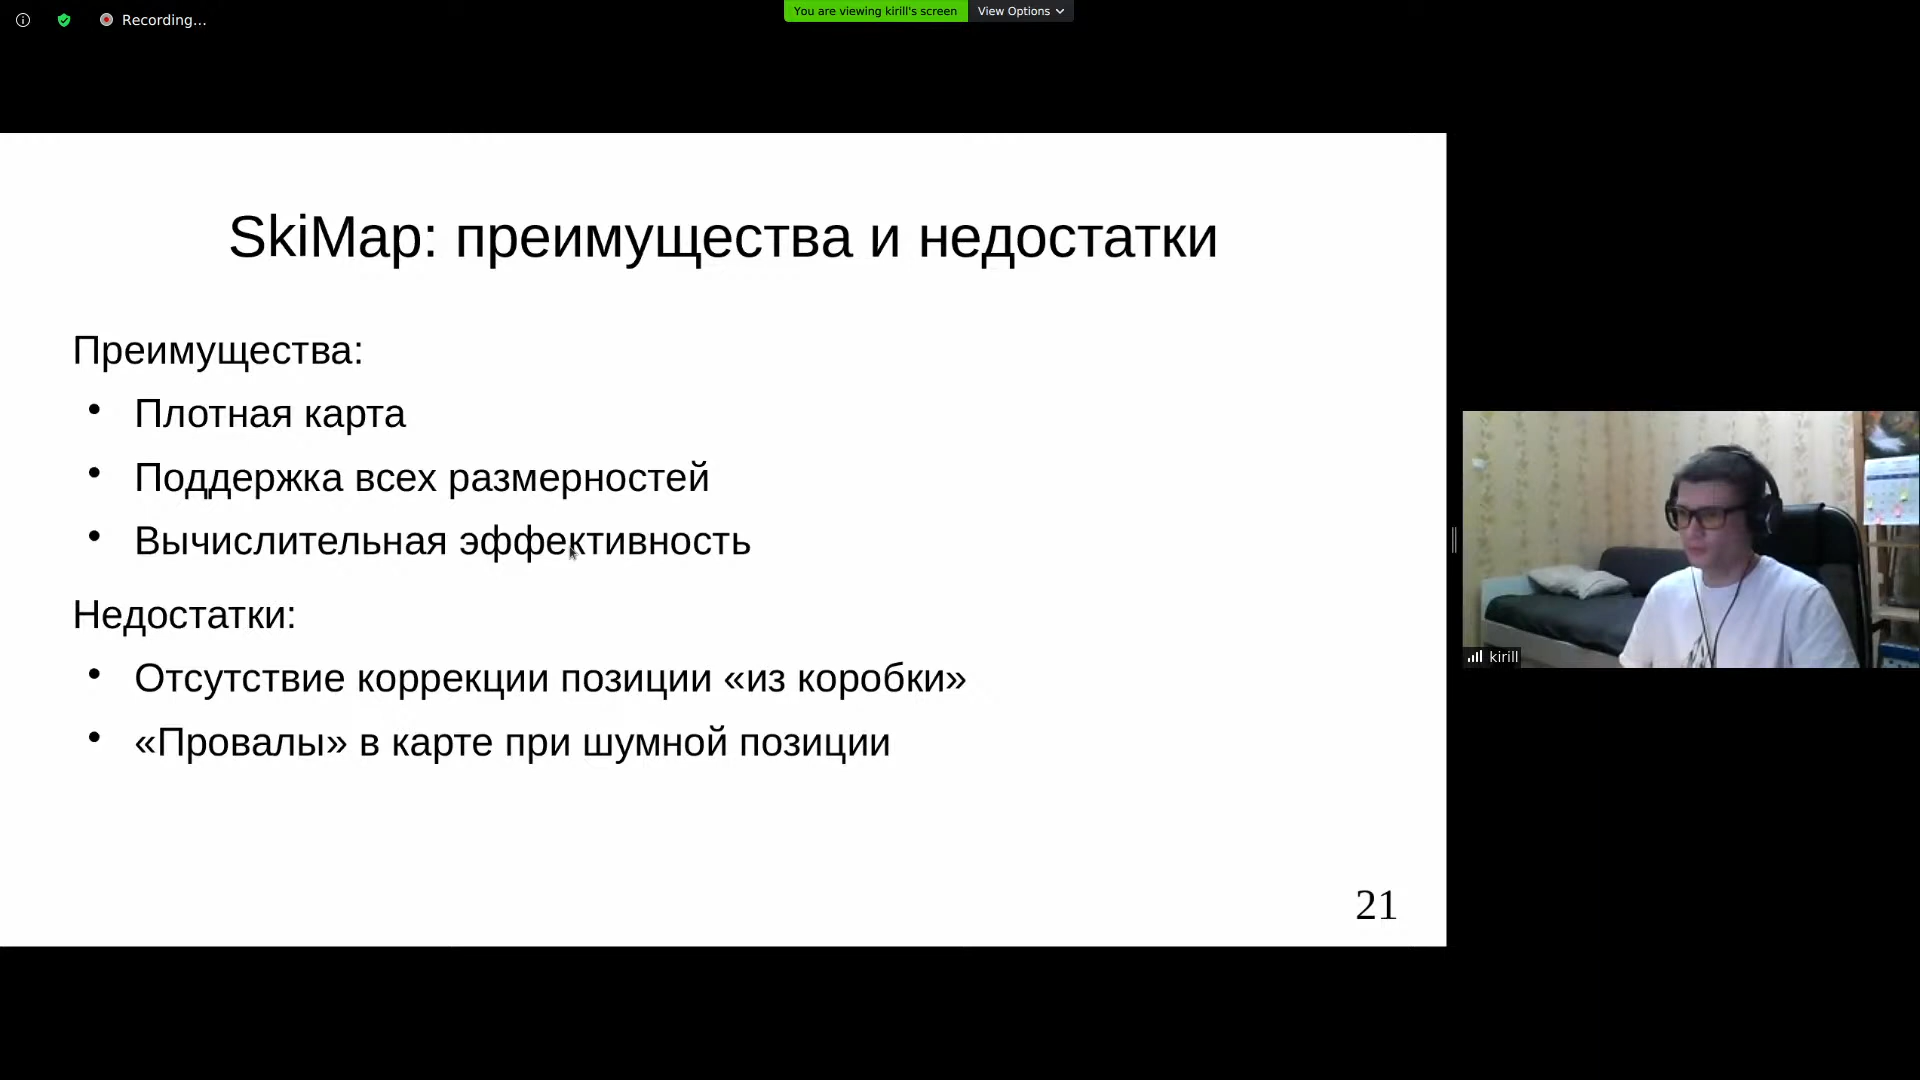 Recording...
You are viewing kirill's screen
View Options
SkiMap: преимущества и недостатки
Преимущества:
• Плотная карта
• Поддержка всех размерностей
• Вычислительная эффективность
Недостатки:
• Отсутствие коррекции позиции «из коробки»
• «Провалы» в карте при шумной позиции
21
kirill